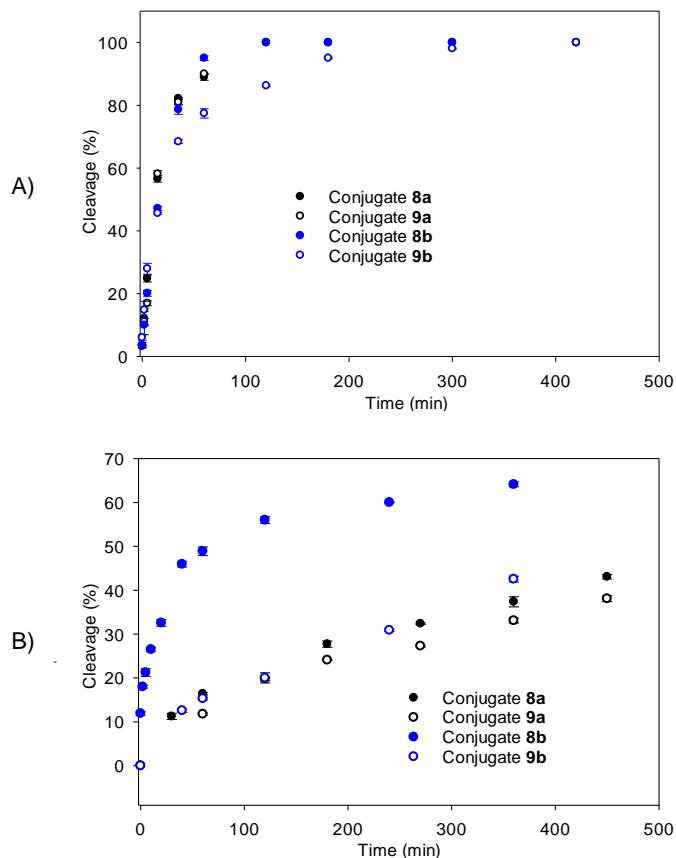 A)
Cleavage (%)
100
80
60
40
20
0
Conjugate 8a
Conjugate 9a
Conjugate 8b
Conjugate 9b
0 100 200 300 400 500
Time (min)
B)
Cleavage (%)
70
60
50
40
30
20
10
0
Conjugate 8a
Conjugate 9a
Conjugate 8b
Conjugate 9b
0 100 200 300 400 500
Time (min)